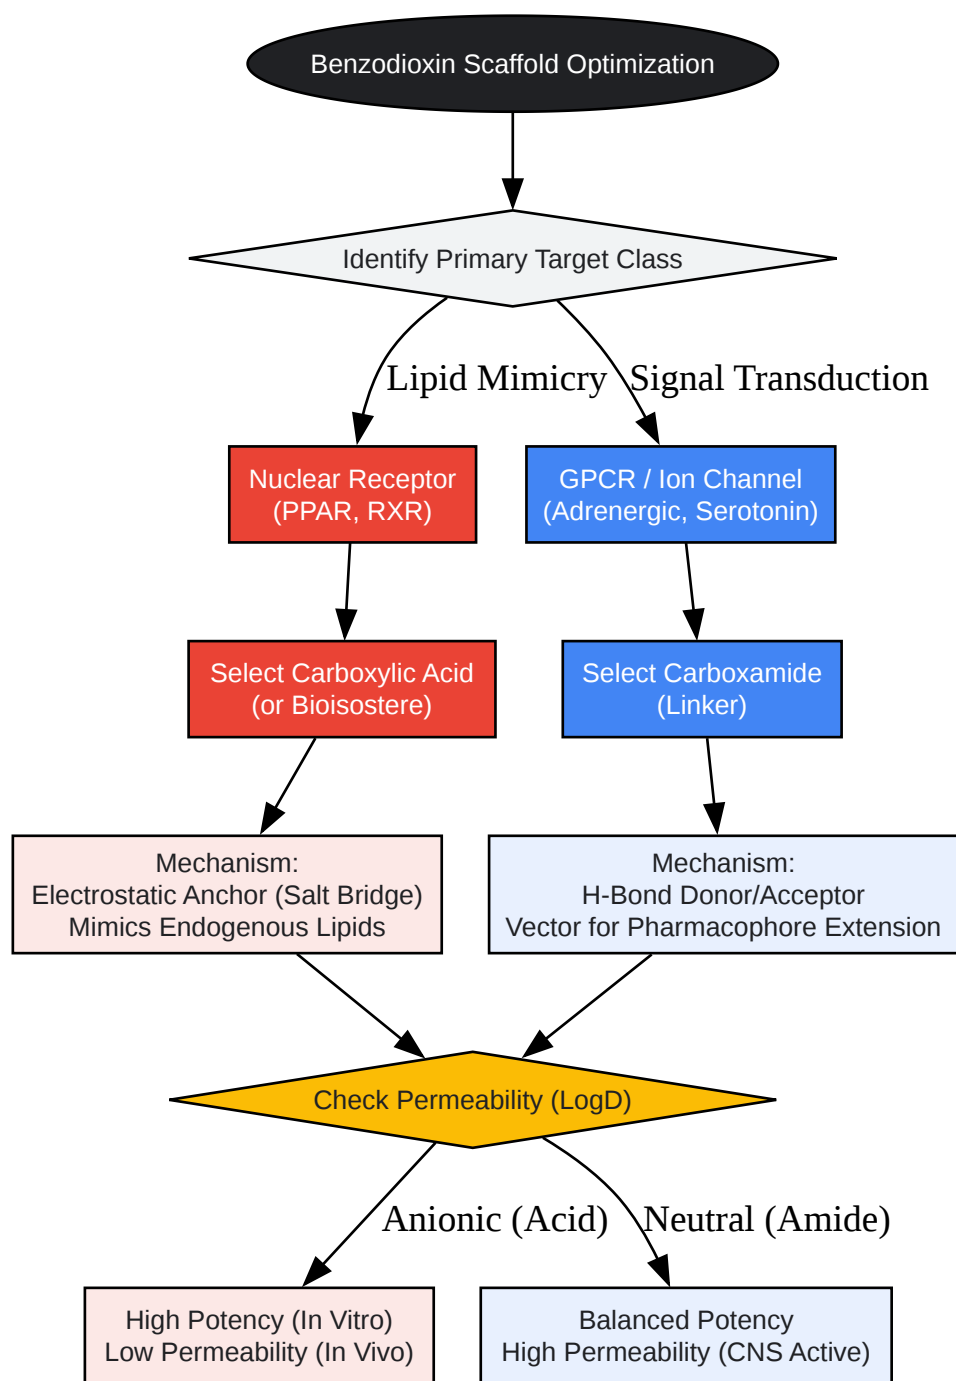 Benzodioxin Scaffold Optimization
Identify Primary Target Class
Lipid Mimicry
Signal Transduction
Nuclear Receptor
(PPAR, RXR)
GPCR / Ion Channel
(Adrenergic, Serotonin)
Select Carboxylic Acid
(or Bioisostere)
Select Carboxamide
(Linker)
Mechanism:
Electrostatic Anchor (Salt Bridge)
Mimics Endogenous Lipids
Mechanism:
H-Bond Donor/Acceptor
Vector for Pharmacophore Extension
Check Permeability (LogD)
Anionic (Acid)
Neutral (Amide)
High Potency (In Vitro)
Low Permeability (In Vivo)
Balanced Potency
High Permeability (CNS Active)